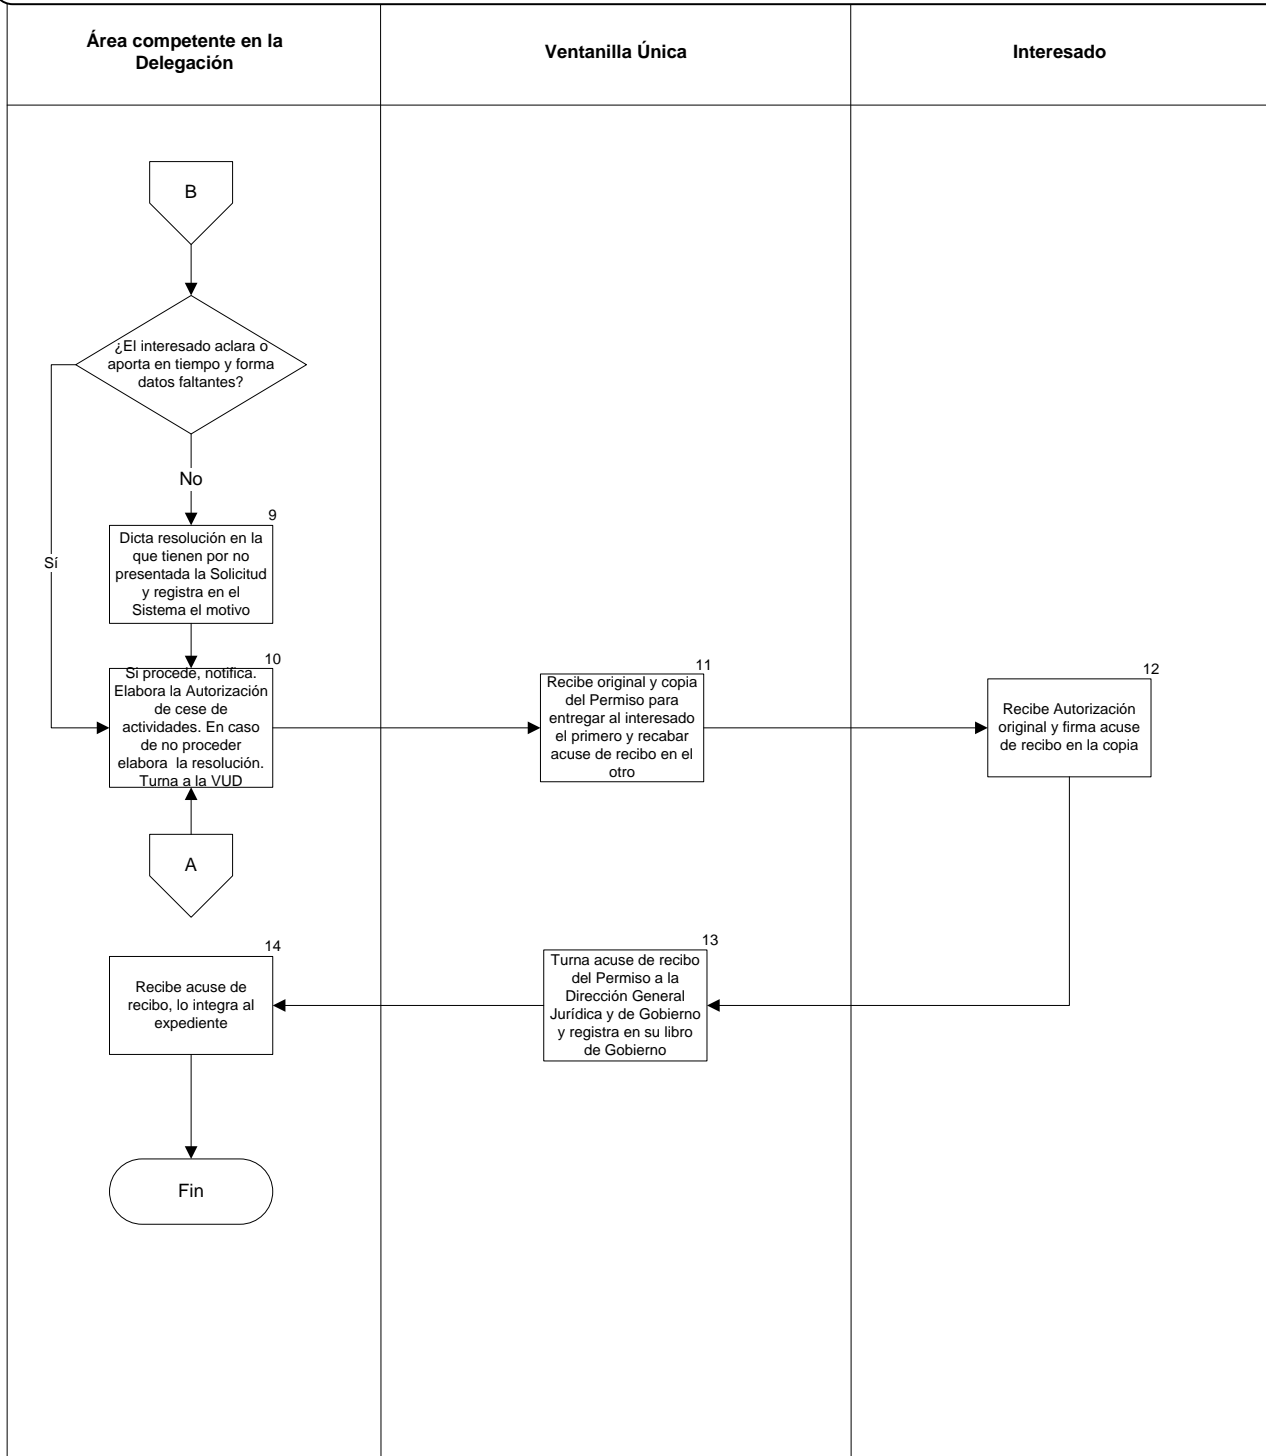 Área competente en la
Delegación
Ventanilla Única
Interesado
B
¿El interesado aclara o
aporta en tiempo y forma
datos faltantes?
No
Sí
9
Dicta resolución en la
que tienen por no
presentada la Solicitud
y registra en el
Sistema el motivo
10
Si procede, notifica.
Elabora la Autorización
de cese de
actividades. En caso
de no proceder
elabora la resolución.
Turna a la VUD
11
Recibe original y copia
del Permiso para
entregar al interesado
el primero y recabar
acuse de recibo en el
otro
12
Recibe Autorización
original y firma acuse
de recibo en la copia
A
13
Turna acuse de recibo
del Permiso a la
Dirección General
Jurídica y de Gobierno
y registra en su libro
de Gobierno
14
Recibe acuse de
recibo, lo integra al
expediente
Fin